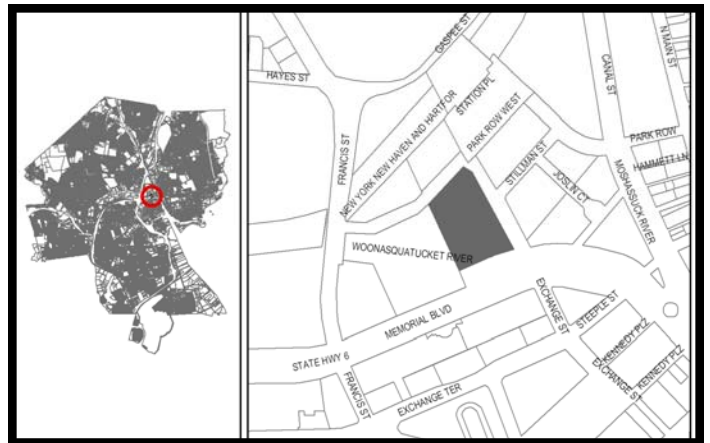 GASPEE ST
N MAIN ST
HAYES ST
CANAL ST
STATION PL
NEW YORK NEW HAVEN AND HARTFOR
PARK ROW WEST
PARK ROW
FRANCIS ST
STILLMAN ST
HAMMETT LN
JOSLIN CT
MOSHASSUCK RIVER
WOONASQUATUCKET RIVER
EXCHANGE ST
STEEPLE ST
MEMORIAL BLVD
STATE HWY 6
KENNEDY PLZ
EXCHANGE ST
KENNEDY PLZ
FRANCIS ST
EXCHANGE TER